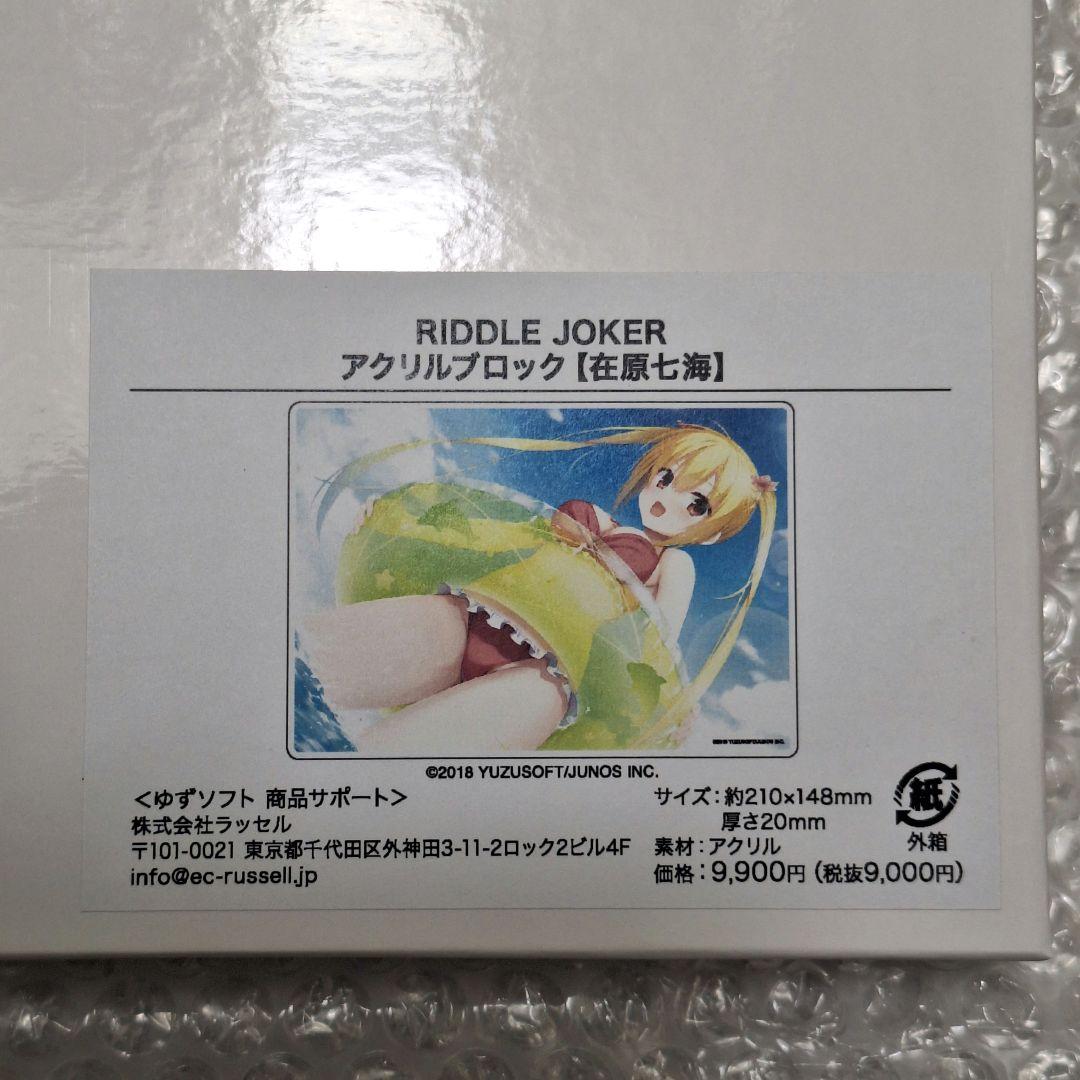 RIDDLE JOKER
アクリルブロック【在原七海】
©2018 YUZUSOFT/JUNOS INC.
©2018 YUZUSOFT/JUNOS INC.
＜ゆずソフト 商品サポート＞
株式会社ラッセル
〒101-0021 東京都千代田区外神田3-11-2ロック2ビル4F
info@ec-russell.jp
サイズ：約210×148mm
厚さ20mm
素材：アクリル
価格：9,900円（税抜9,000円）
紙
外箱